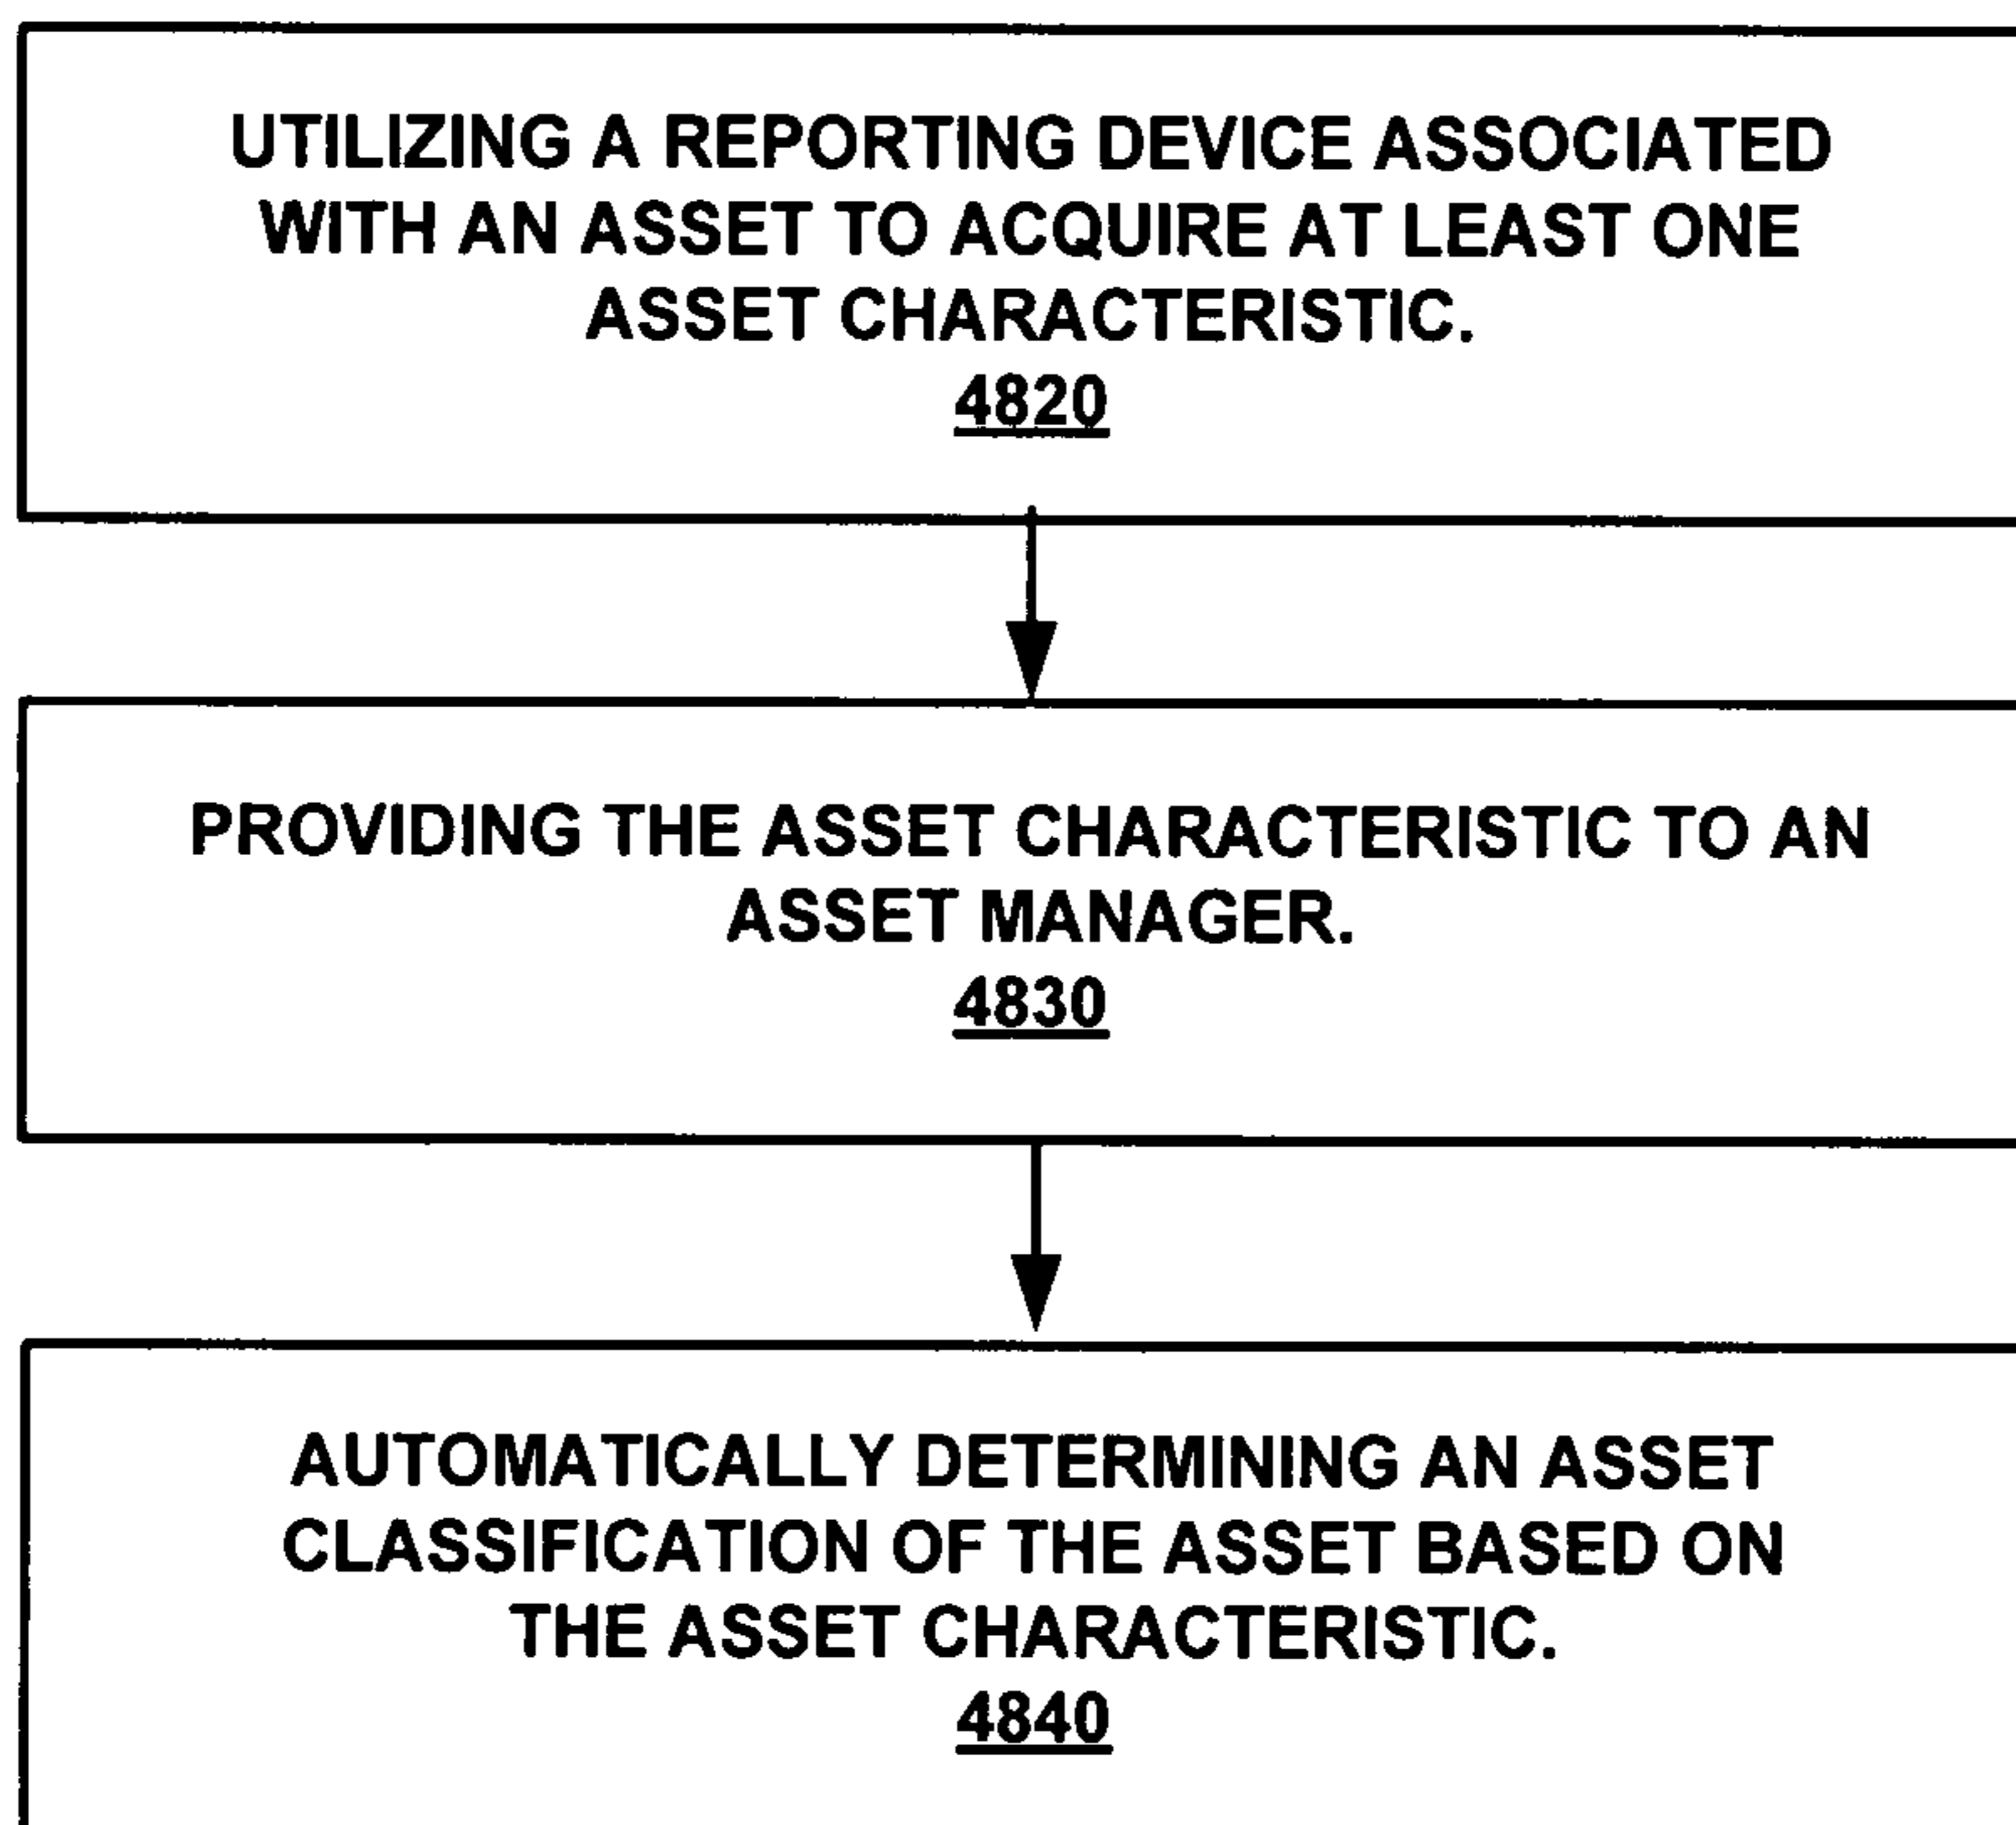 UTILIZING A REPORTING DEVICE ASSOCIATED
WITH AN ASSET TO ACQUIRE AT LEAST ONE
ASSET CHARACTERISTIC.
4820
PROVIDING THE ASSET CHARACTERISTIC TO AN
ASSET MANAGER.
4830
AUTOMATICALLY DETERMINING AN ASSET
CLASSIFICATION OF THE ASSET BASED ON
THE ASSET CHARACTERISTIC.
4840